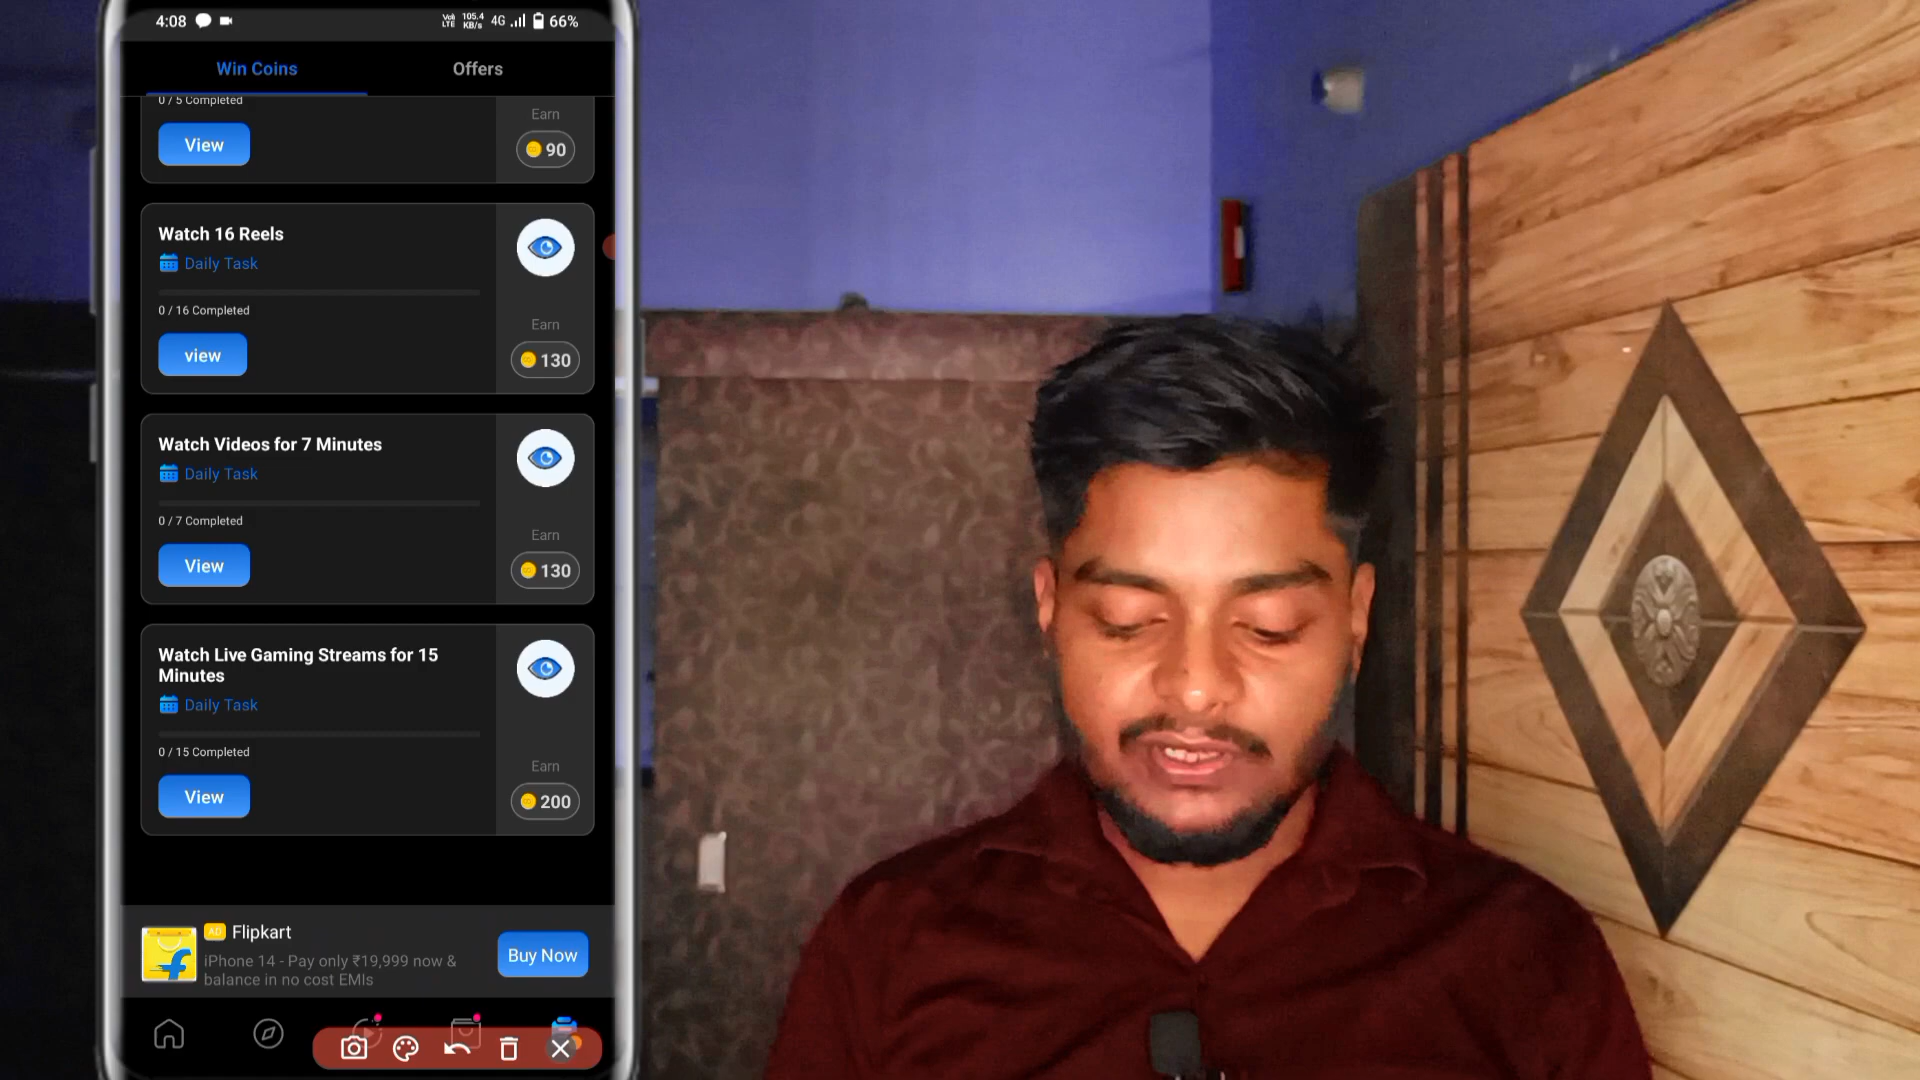 4:08
Vo)
LTE
105.4
KB/s
4G
66%
Win Coins
Offers
0 / 5 Completed
Earn
View
90
Watch 16 Reels
Daily Task
0 / 16 Completed
Earn
view
130
Watch Videos for 7 Minutes
Daily Task
0 / 7 Completed
Earn
View
130
Watch Live Gaming Streams for 15
Minutes
Daily Task
0 / 15 Completed
Earn
View
200
AD Flipkart
iPhone 14 - Pay only ₹19,999 now &
balance in no cost EMIs
Buy Now